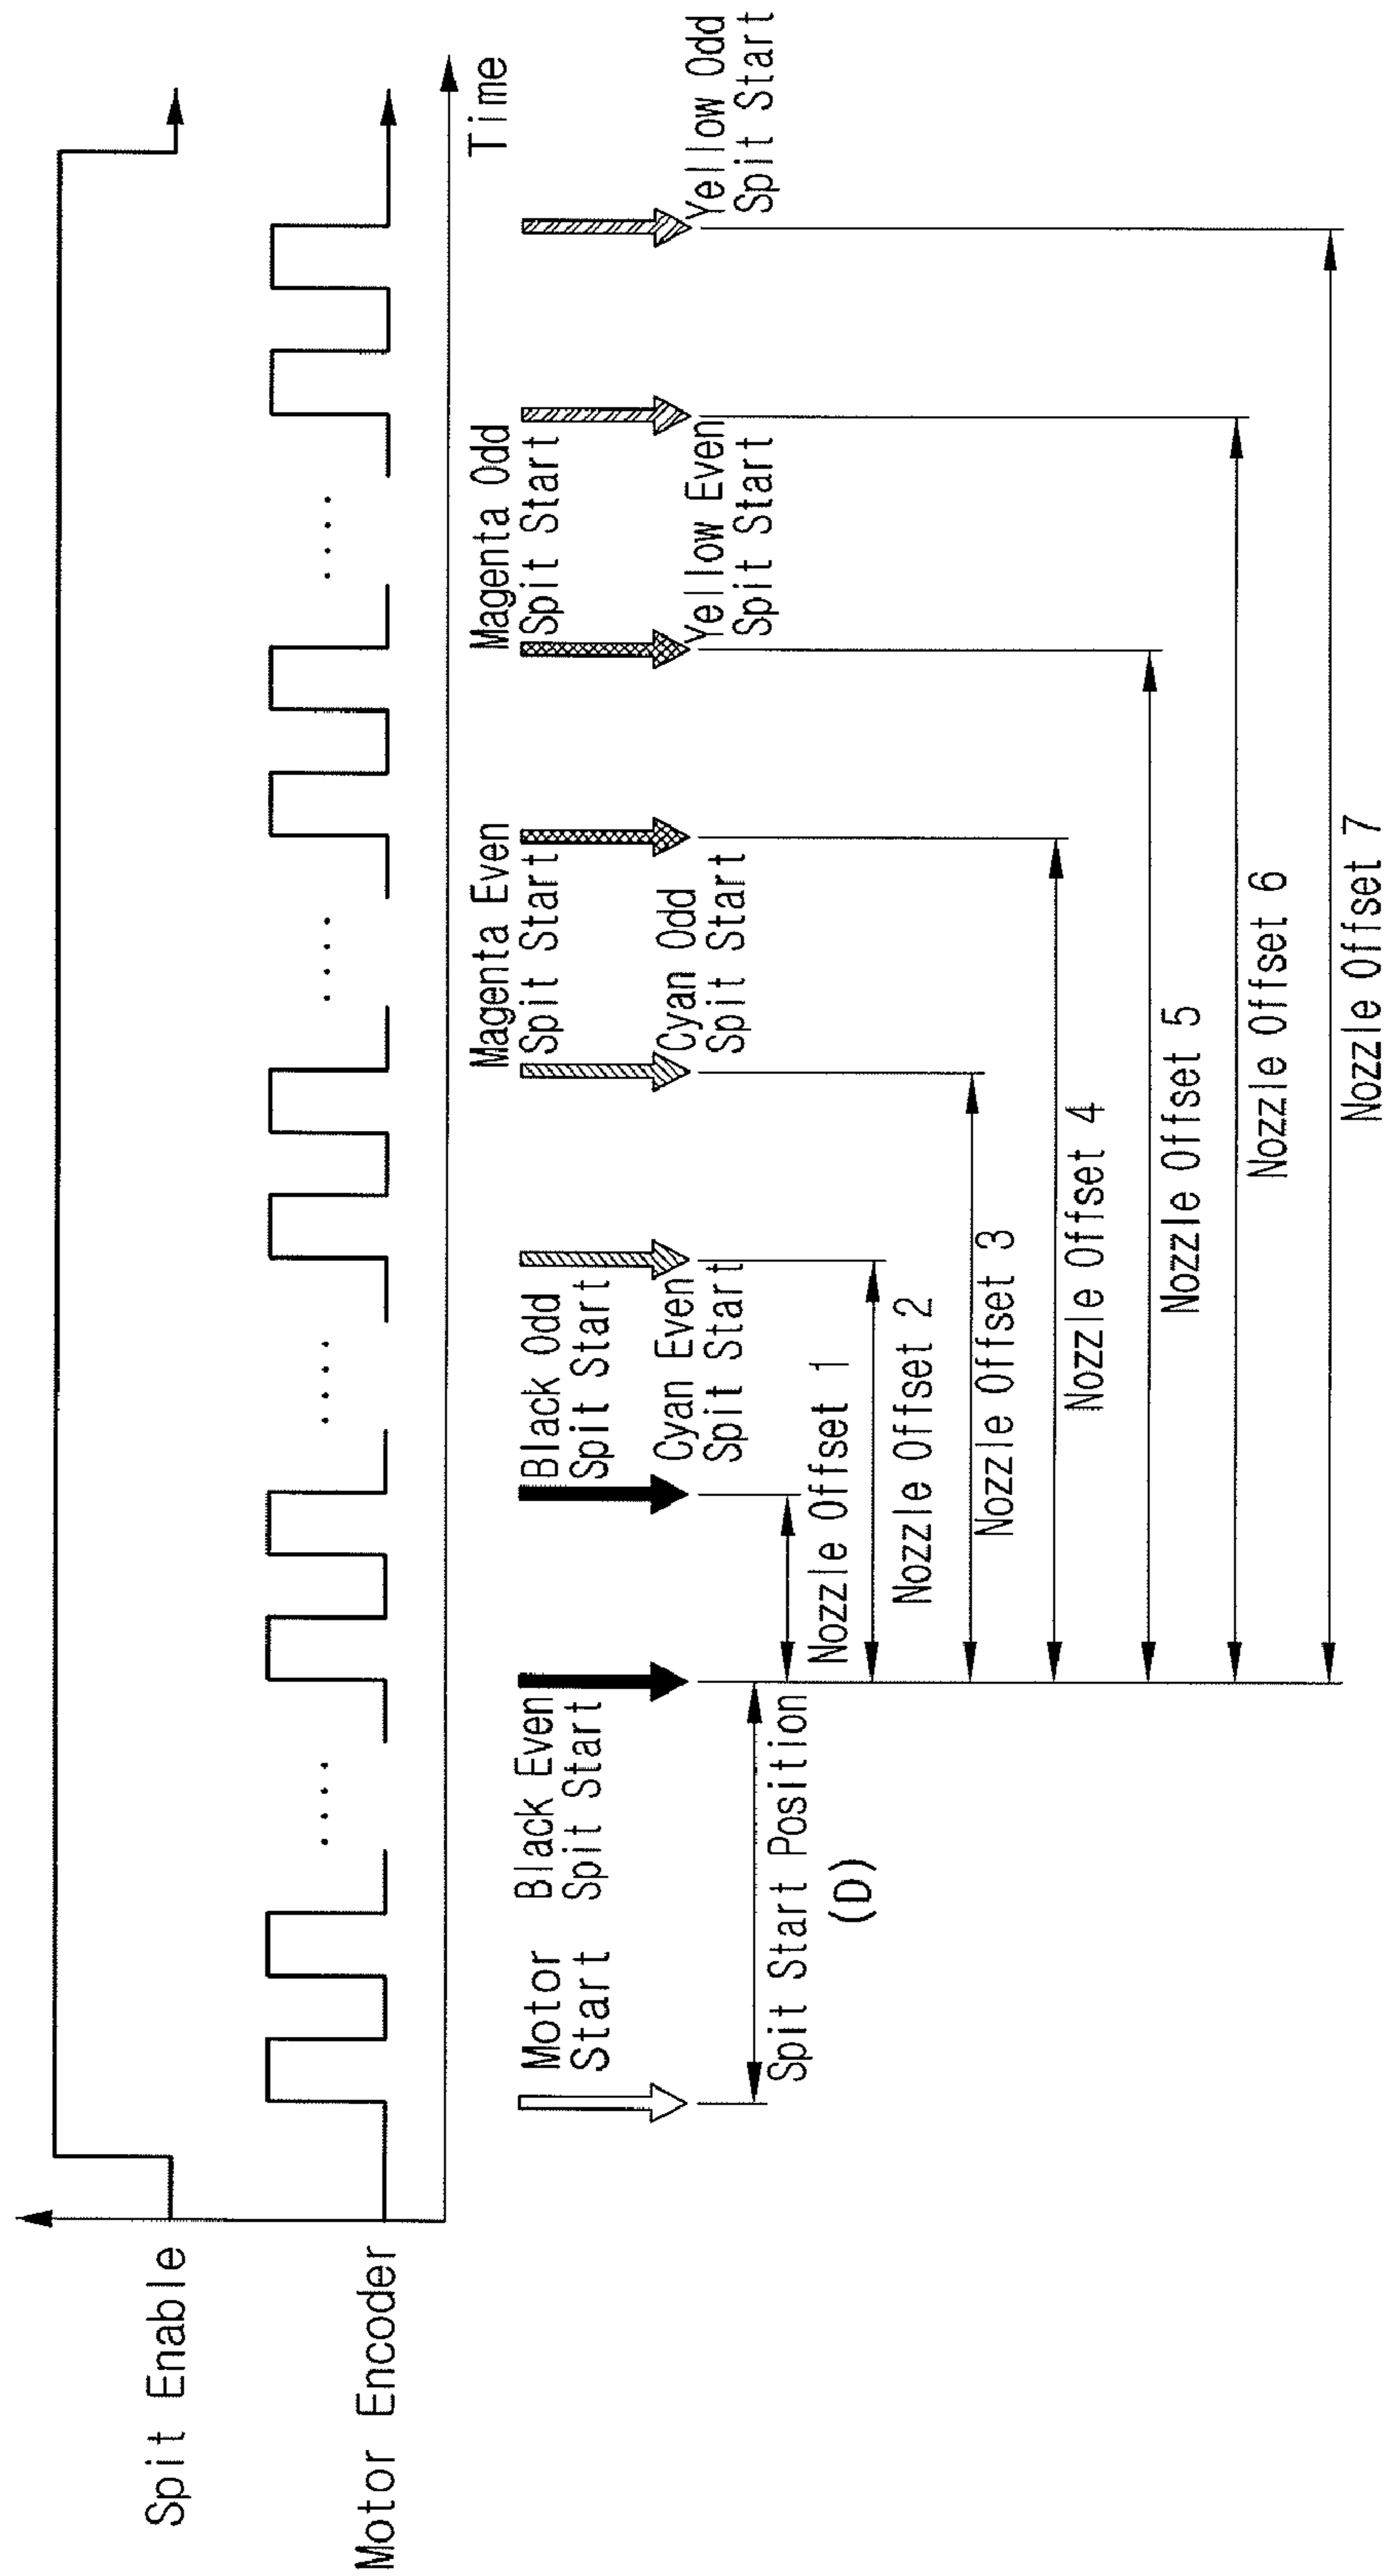 Spit Enable
Motor Encoder
Time
Motor
Start
Black Even
Spit Start
Black Odd
Spit Start
Cyan Even
Spit Start
Magenta Even
Spit Start
Cyan Odd
Spit Start
Magenta Odd
Spit Start
Yellow Even
Spit Start
Yellow Odd
Spit Start
Spit Start Position
(D)
Nozzle Offset 1
Nozzle Offset 2
Nozzle Offset 3
Nozzle Offset 4
Nozzle Offset 5
Nozzle Offset 6
Nozzle Offset 7